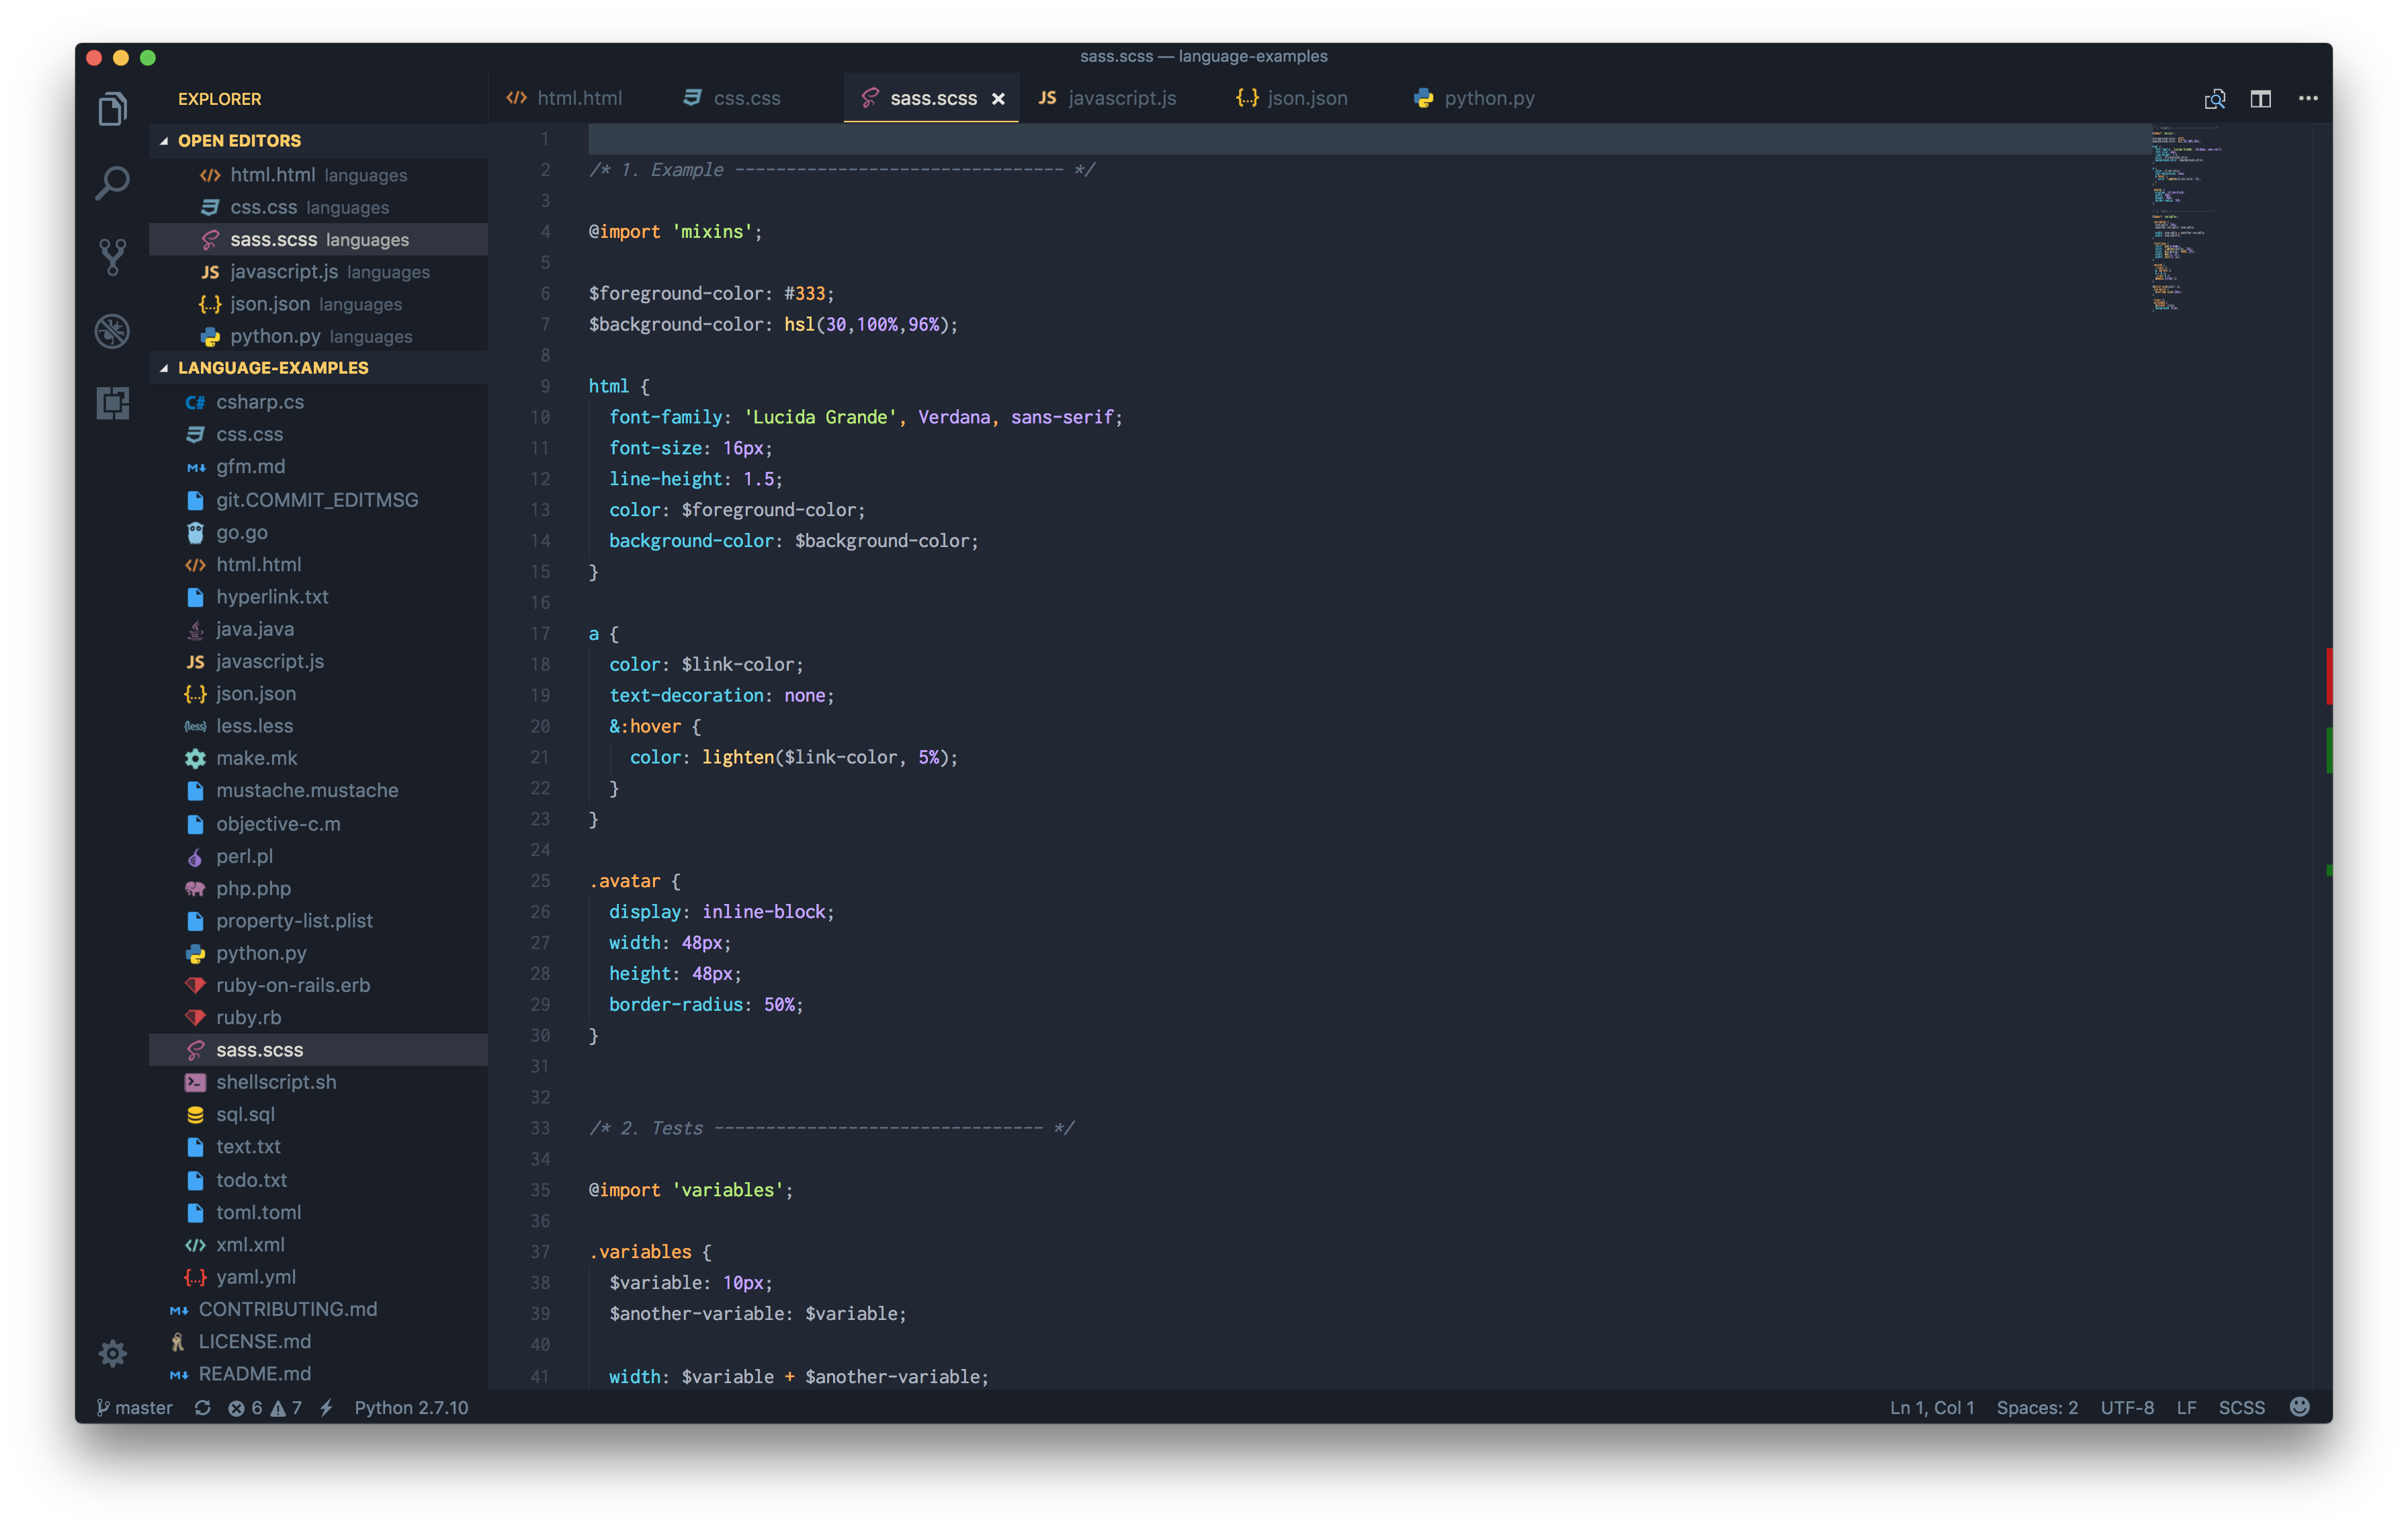 sass.scss — language-examples
EXPLORER
OPEN EDITORS
html.html languages
css.css languages
sass.scss languages
JS javascript.js languages
{..} json.json languages
python.py languages
LANGUAGE-EXAMPLES
C# csharp.cs
css.css
M↓ gfm.md
git.COMMIT_EDITMSG
go.go
</> html.html
hyperlink.txt
java.java
JS javascript.js
{..} json.json
{less} less.less
make.mk
mustache.mustache
objective-c.m
perl.pl
php.php
property-list.plist
python.py
ruby-on-rails.erb
ruby.rb
sass.scss
shellscript.sh
sql.sql
text.txt
todo.txt
toml.toml
</> xml.xml
{..} yaml.yml
M↓ CONTRIBUTING.md
LICENSE.md
M↓ README.md
</> html.html css.css sass.scss × JS javascript.js {..} json.json python.py
1
2 /* 1. Example -------------------------------- */
3
4 @import 'mixins';
5
6 $foreground-color: #333;
7 $background-color: hsl(30,100%,96%);
8
9 html {
10 font-family: 'Lucida Grande', Verdana, sans-serif;
11 font-size: 16px;
12 line-height: 1.5;
13 color: $foreground-color;
14 background-color: $background-color;
15 }
16
17 a {
18 color: $link-color;
19 text-decoration: none;
20 &:hover {
21 color: lighten($link-color, 5%);
22 }
23 }
24
25 .avatar {
26 display: inline-block;
27 width: 48px;
28 height: 48px;
29 border-radius: 50%;
30 }
31
32
33 /* 2. Tests -------------------------------- */
34
35 @import 'variables';
36
37 .variables {
38 $variable: 10px;
39 $another-variable: $variable;
40
41 width: $variable + $another-variable;
master 6 7 Python 2.7.10 Ln 1, Col 1 Spaces: 2 UTF-8 LF SCSS